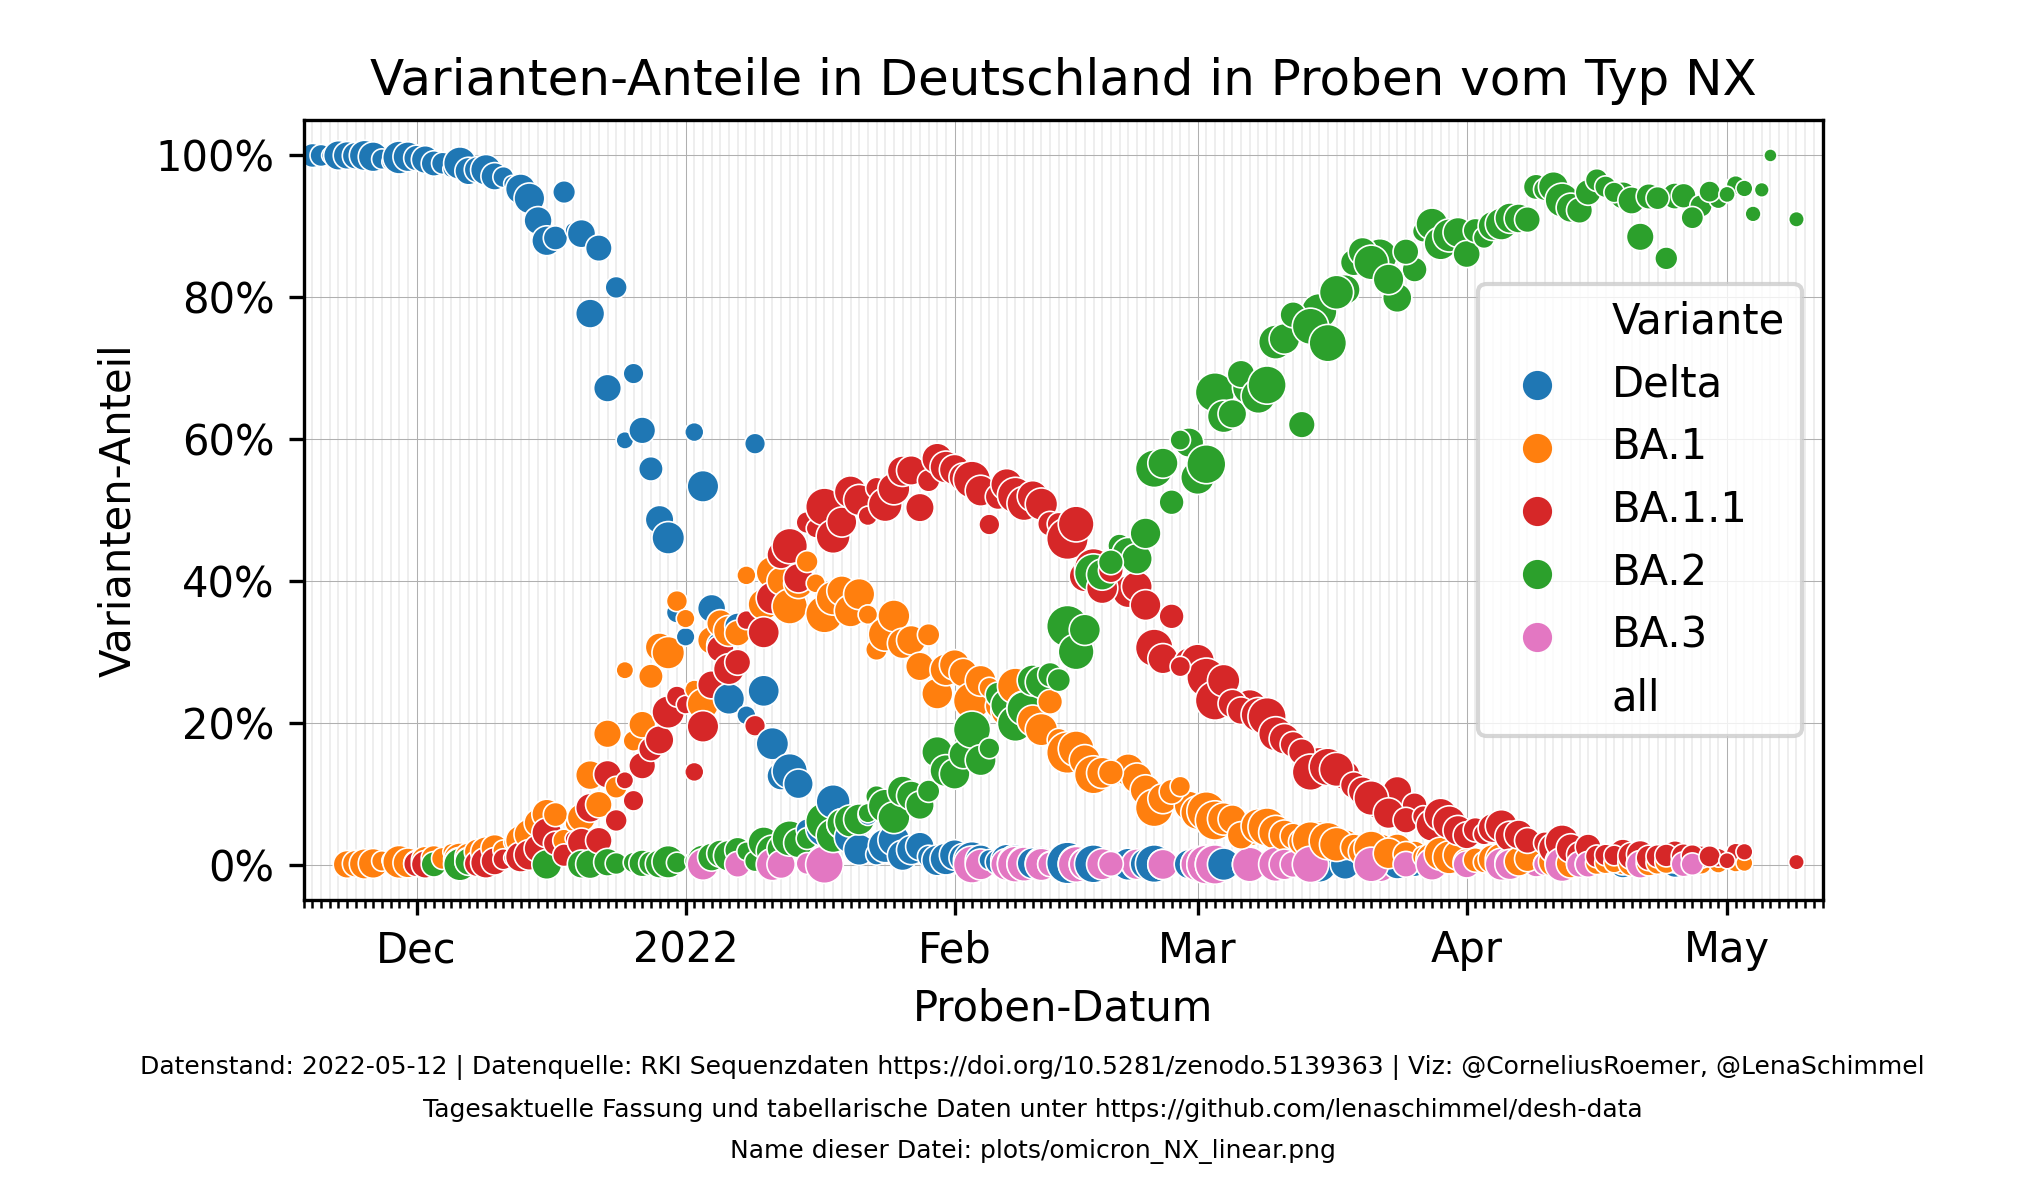 Varianten-Anteile in Deutschland in Proben vom Typ NX
100%
80%
60%
40%
20%
0%
Varianten-Anteil
Variante
Delta
BA.1
BA.1.1
BA.2
BA.3
all
Dec
2022
Feb
Mar
Apr
May
Proben-Datum
Datenstand: 2022-05-12 | Datenquelle: RKI Sequenzdaten https://doi.org/10.5281/zenodo.5139363 | Viz: @CorneliusRoemer, @LenaSchimmel
Tagesaktuelle Fassung und tabellarische Daten unter https://github.com/lenaschimmel/desh-data
Name dieser Datei: plots/omicron_NX_linear.png